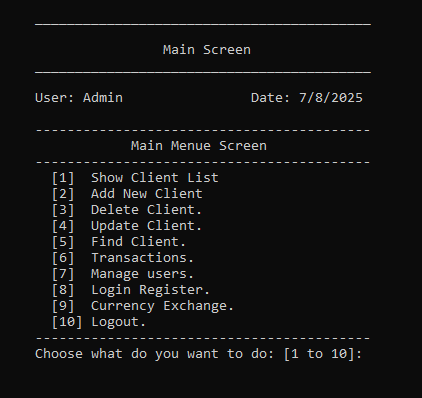 Main Screen
User: Admin Date: 7/8/2025
Main Menue Screen
[1] Show Client List
[2] Add New Client
[3] Delete Client.
[4] Update Client.
[5] Find Client.
[6] Transactions.
[7] Manage users.
[8] Login Register.
[9] Currency Exchange.
[10] Logout.
Choose what do you want to do: [1 to 10]: